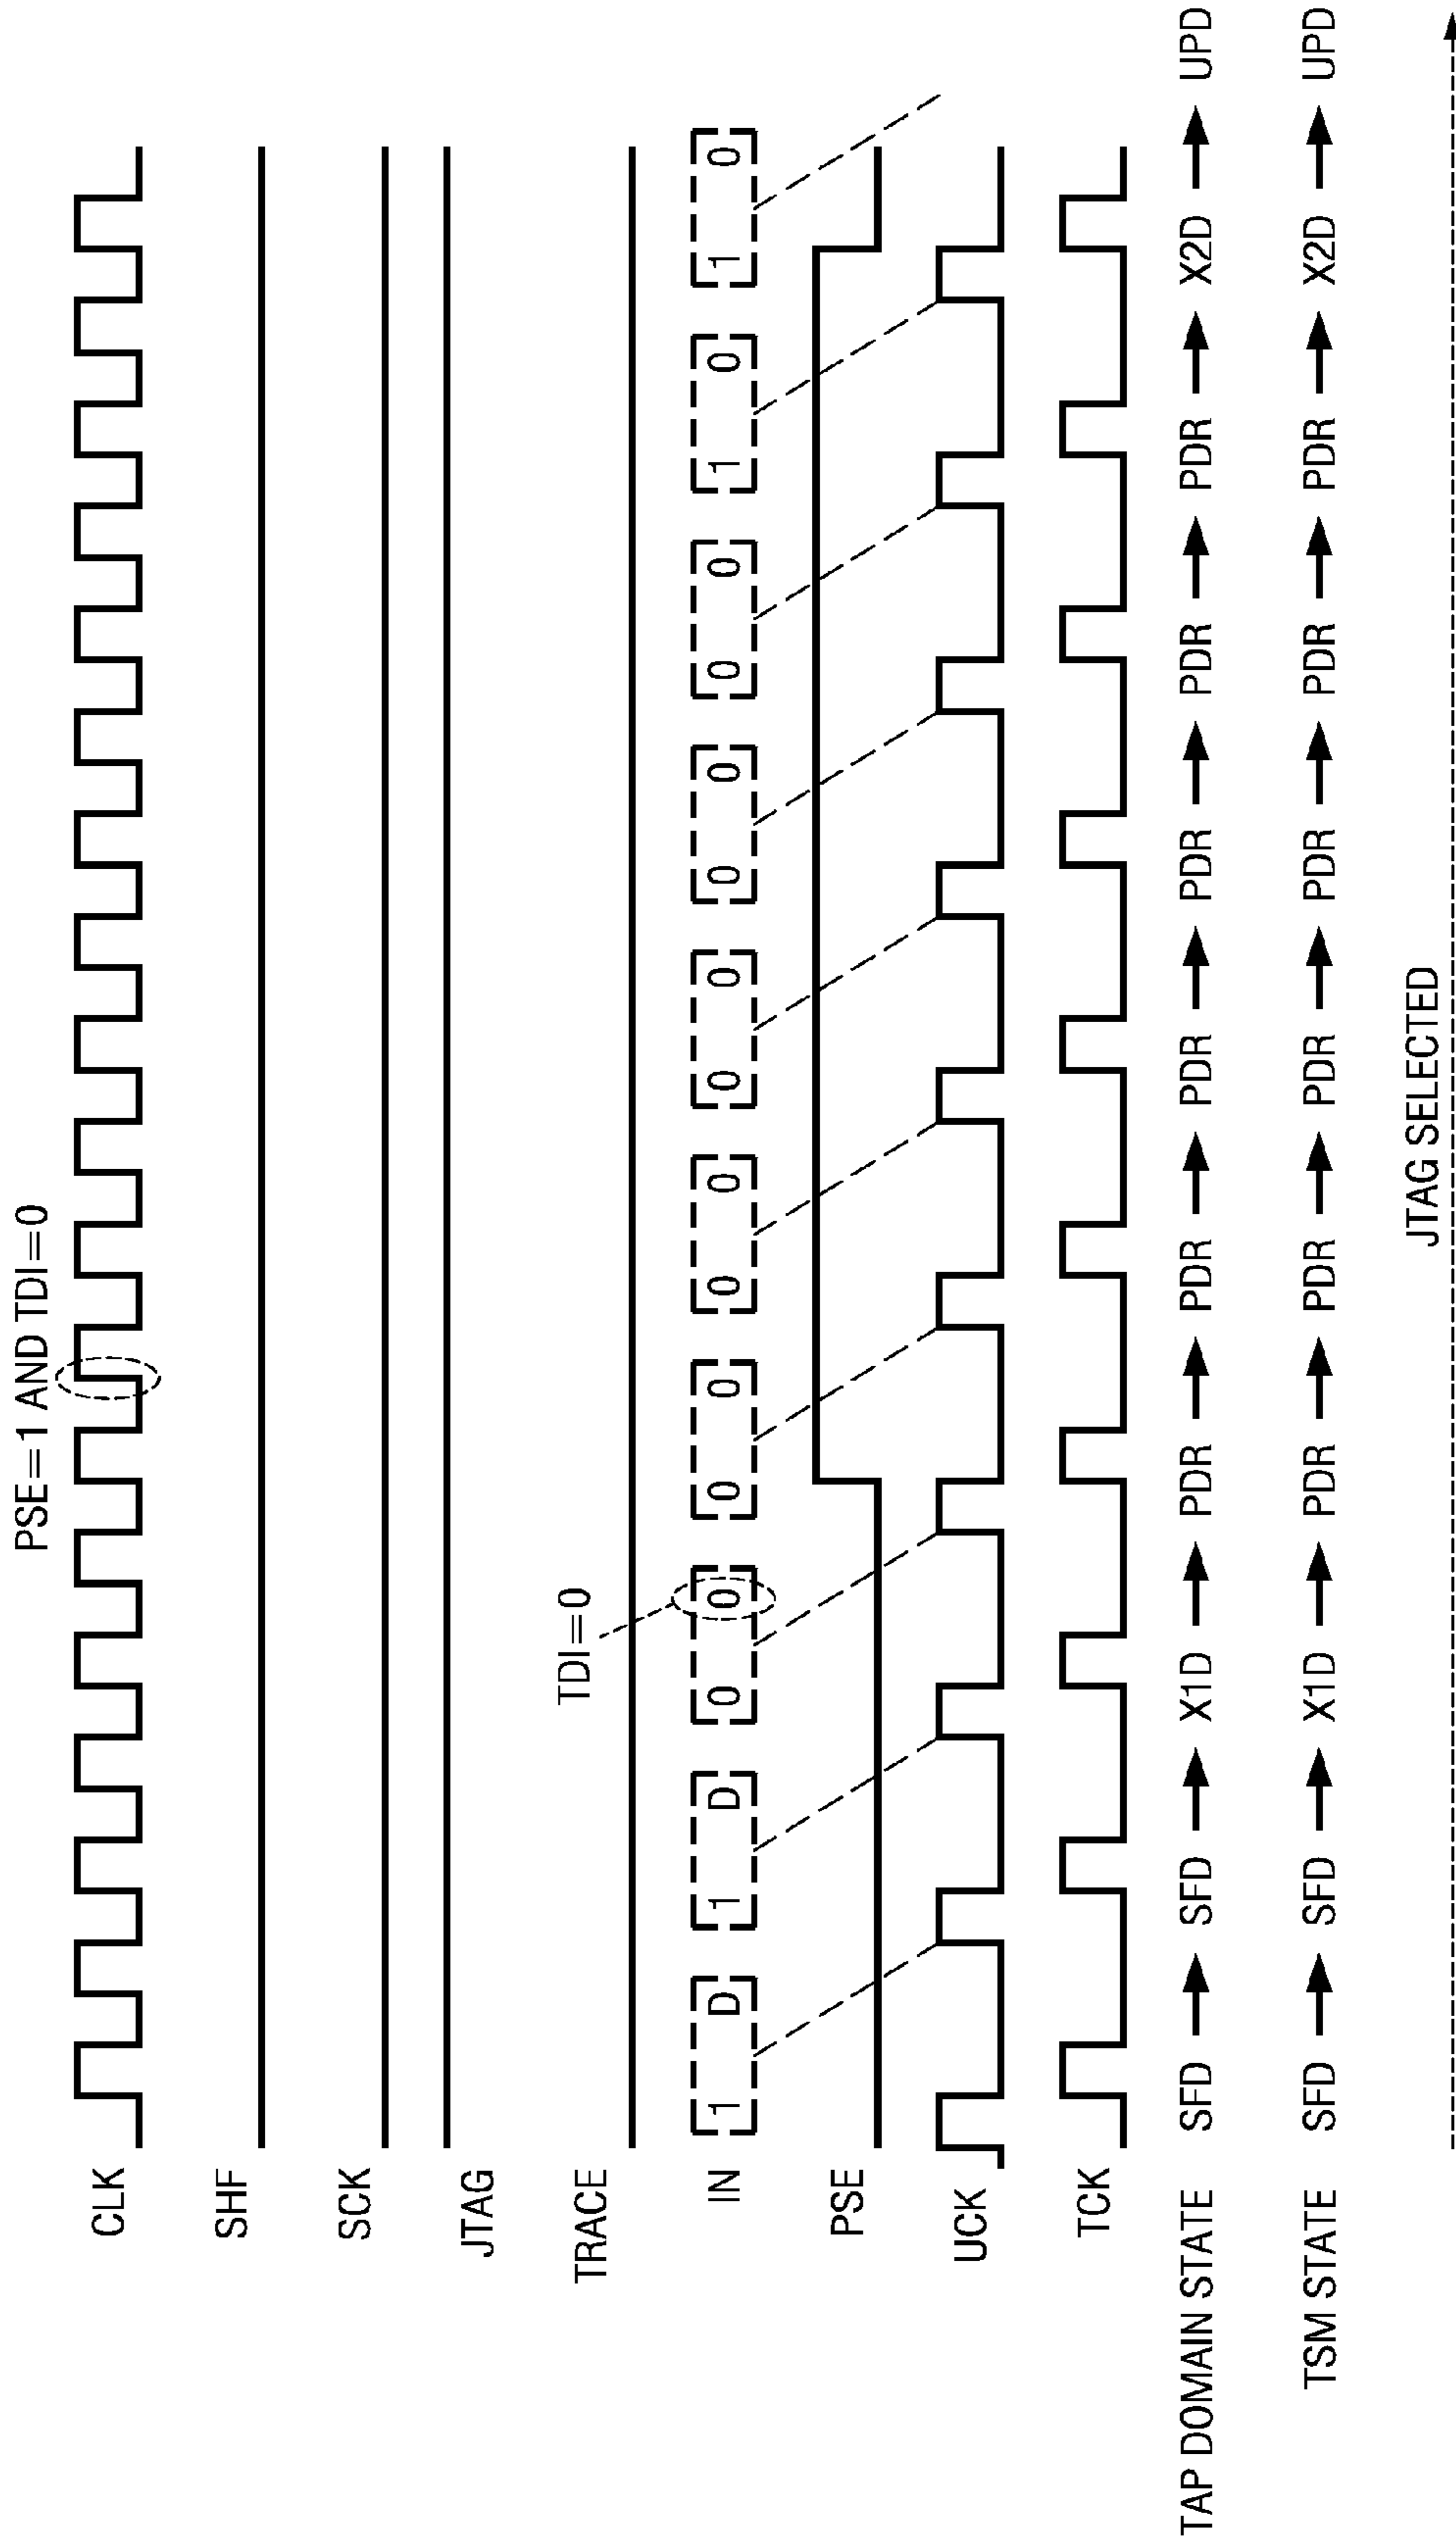 PSE=1 AND TDI=0
CLK
SHF
SCK
JTAG
TRACE
TDI=0
IN 1 D 1 D 0 0 0 0 0 0 0 0 0 0 0 0 1 0 1 0
PSE
UCK
TCK
TAP DOMAIN STATE SFD → SFD → X1D → PDR → PDR → PDR → PDR → PDR → PDR → X2D → UPD
TSM STATE SFD → SFD → X1D → PDR → PDR → PDR → PDR → PDR → PDR → X2D → UPD
JTAG SELECTED